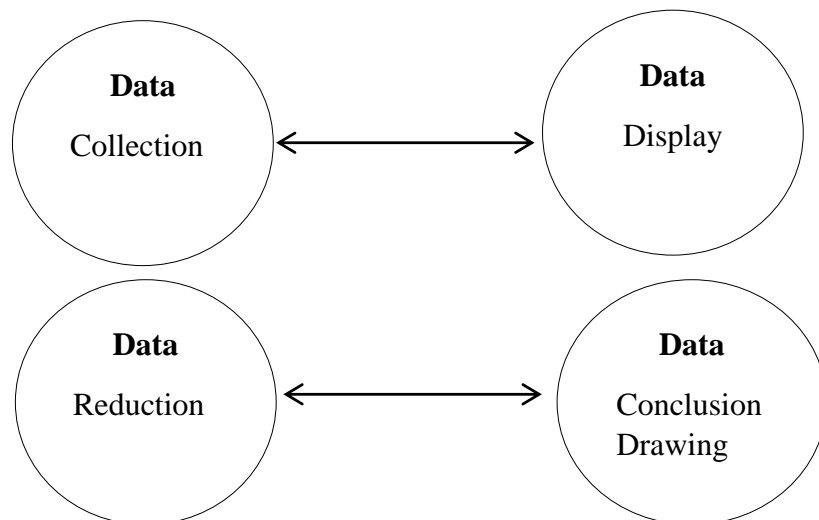 Data
Collection
Data
Display
Data
Reduction
Data
Conclusion
Drawing